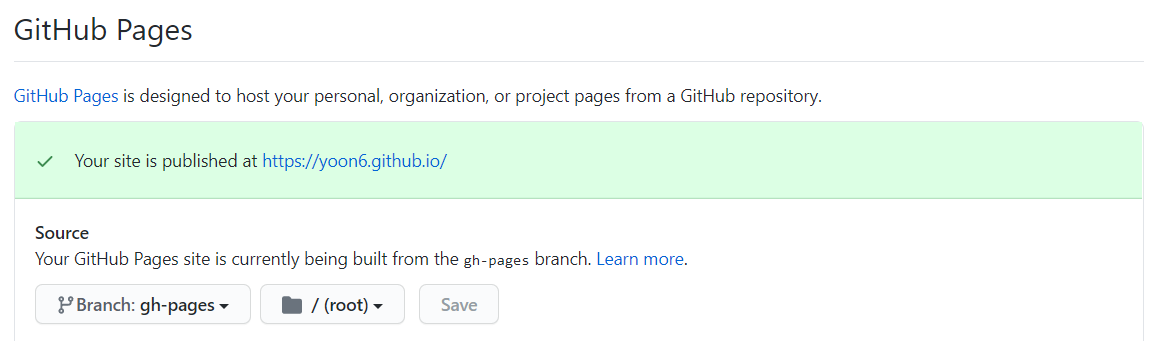 GitHub Pages
GitHub Pages is designed to host your personal, organization, or project pages from a GitHub repository.
Your site is published at https://yoon6.github.io/
Source
Your GitHub Pages site is currently being built from the gh-pages branch. Learn more.
Branch: gh-pages / (root) Save